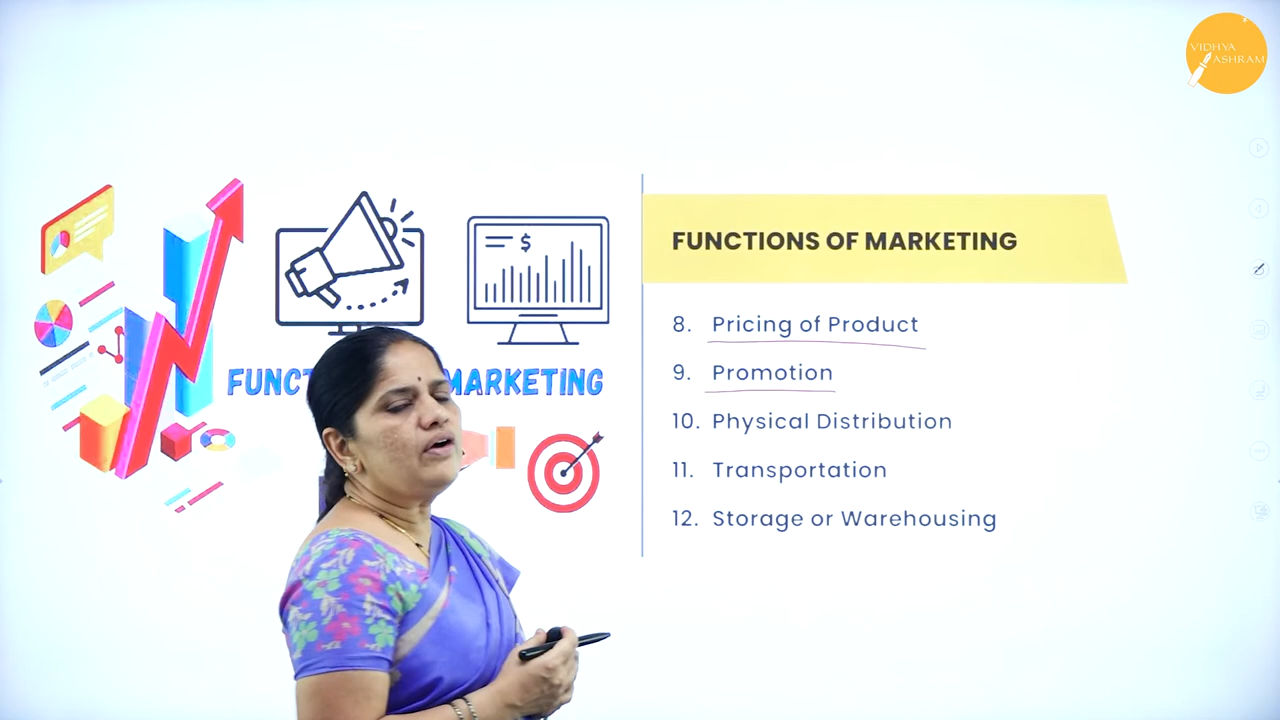 VIDHYA
ASHRAM
FUNCTIONS OF MARKETING
8. Pricing of Product
9. Promotion
10. Physical Distribution
11. Transportation
12. Storage or Warehousing
$
MARKETING